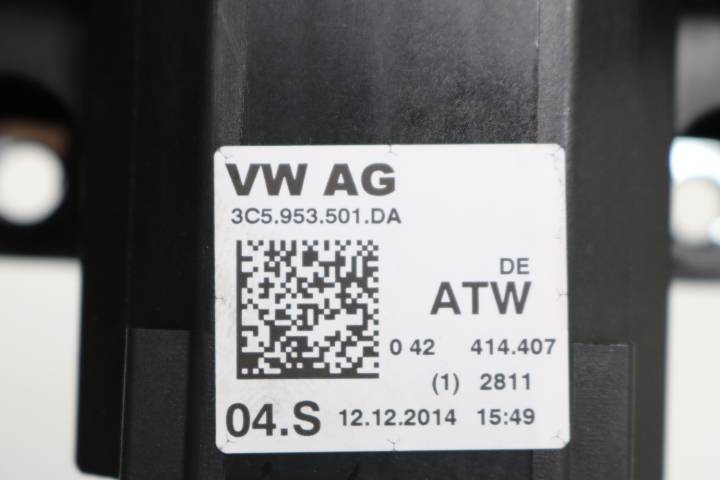 VW AG
3C5.953.501.DA
DE
ATW
0 42 414.407
(1) 2811
04.S 12.12.2014 15:49